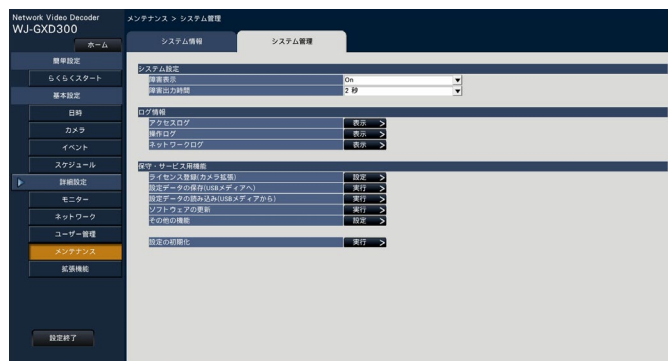 Network Video Decoder
WJ-GXD300
ホーム
簡単設定
らくらくスタート
基本設定
日時
カメラ
イベント
スケジュール
詳細設定
モニター
ネットワーク
ユーザー管理
メンテナンス
拡張機能
設定終了
メンテナンス > システム管理
システム情報
システム管理
システム設定
障害表示 On
障害出力時間 2 秒
ログ情報
アクセスログ 表示 >
操作ログ 表示 >
ネットワークログ 表示 >
保守・サービス用機能
ライセンス登録(カメラ拡張) 設定 >
設定データの保存(USBメディアへ) 実行 >
設定データの読み込み(USBメディアから) 実行 >
ソフトウェアの更新 実行 >
その他の機能 設定 >
設定の初期化 実行 >